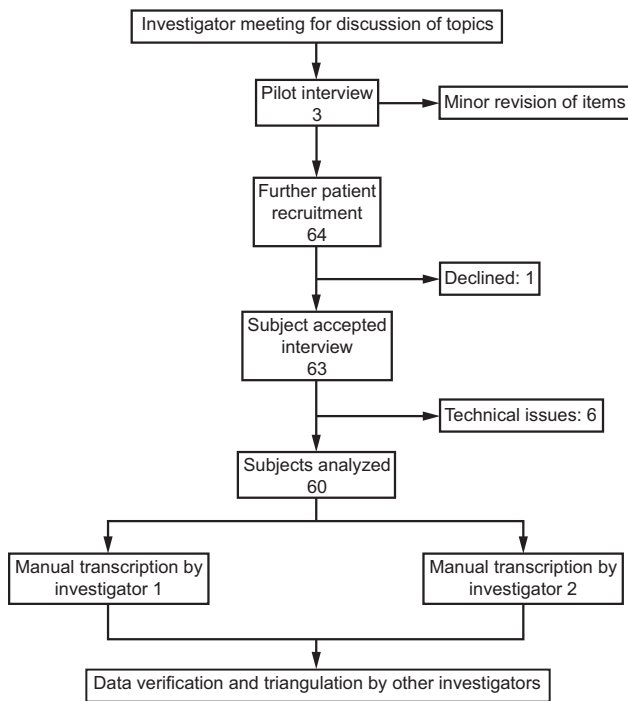 Investigator meeting for discussion of topics
Pilot interview
3
Minor revision of items
Further patient
recruitment
64
Declined: 1
Subject accepted
interview
63
Technical issues: 6
Subjects analyzed
60
Manual transcription by
investigator 1
Manual transcription by
investigator 2
Data verification and triangulation by other investigators